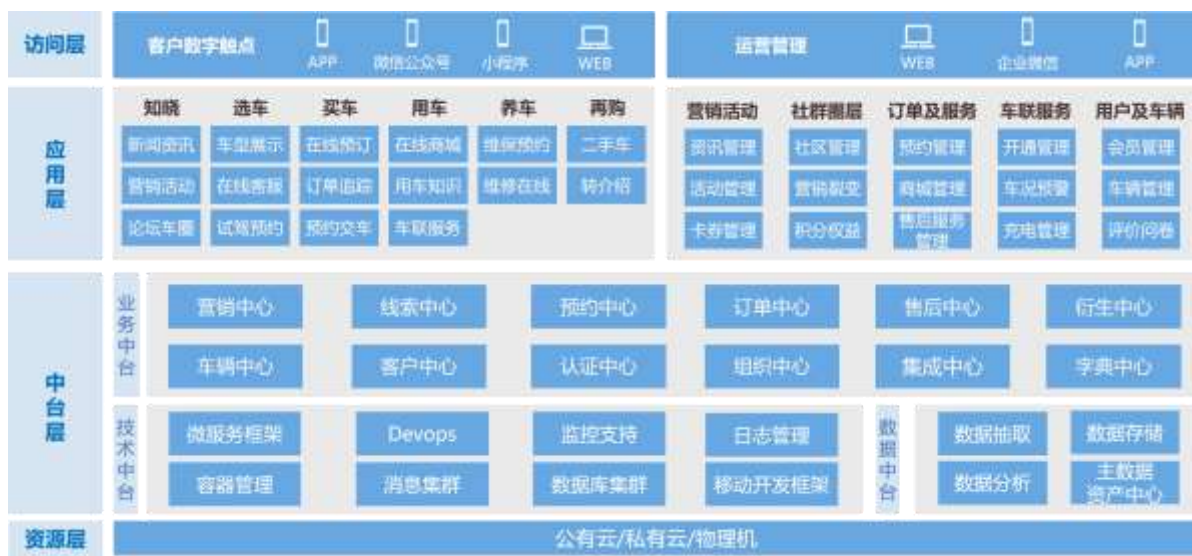 访问层
客户数字触点
APP
微信公众号
小程序
WEB
运营管理
WEB
企业微信
APP
应用层
知晓 选车 买车 用车 养车 再购
新闻资讯 车型展示 在线预订 在线商城 维保预约 二手车
营销活动 在线客服 订单追踪 用车知识 维修在线 转介绍
论坛车圈 试驾预约 预约交车 车联服务
营销活动 社群圈层 订单及服务 车联服务 用户及车辆
资讯管理 社区管理 预约管理 开通管理 会员管理
活动管理 营销裂变 商城管理 车况预警 车辆管理
卡券管理 积分权益 售后服务管理 充电管理 评价问卷
中台层
业务中台
营销中心 线索中心 预约中心 订单中心 售后中心 衍生中心
车辆中心 客户中心 认证中心 组织中心 集成中心 字典中心
技术中台
微服务框架 Devops 监控支持 日志管理
容器管理 消息集群 数据库集群 移动开发框架
数据中台
数据抽取 数据存储
数据分析 主数据资产中心
资源层
公有云/私有云/物理机